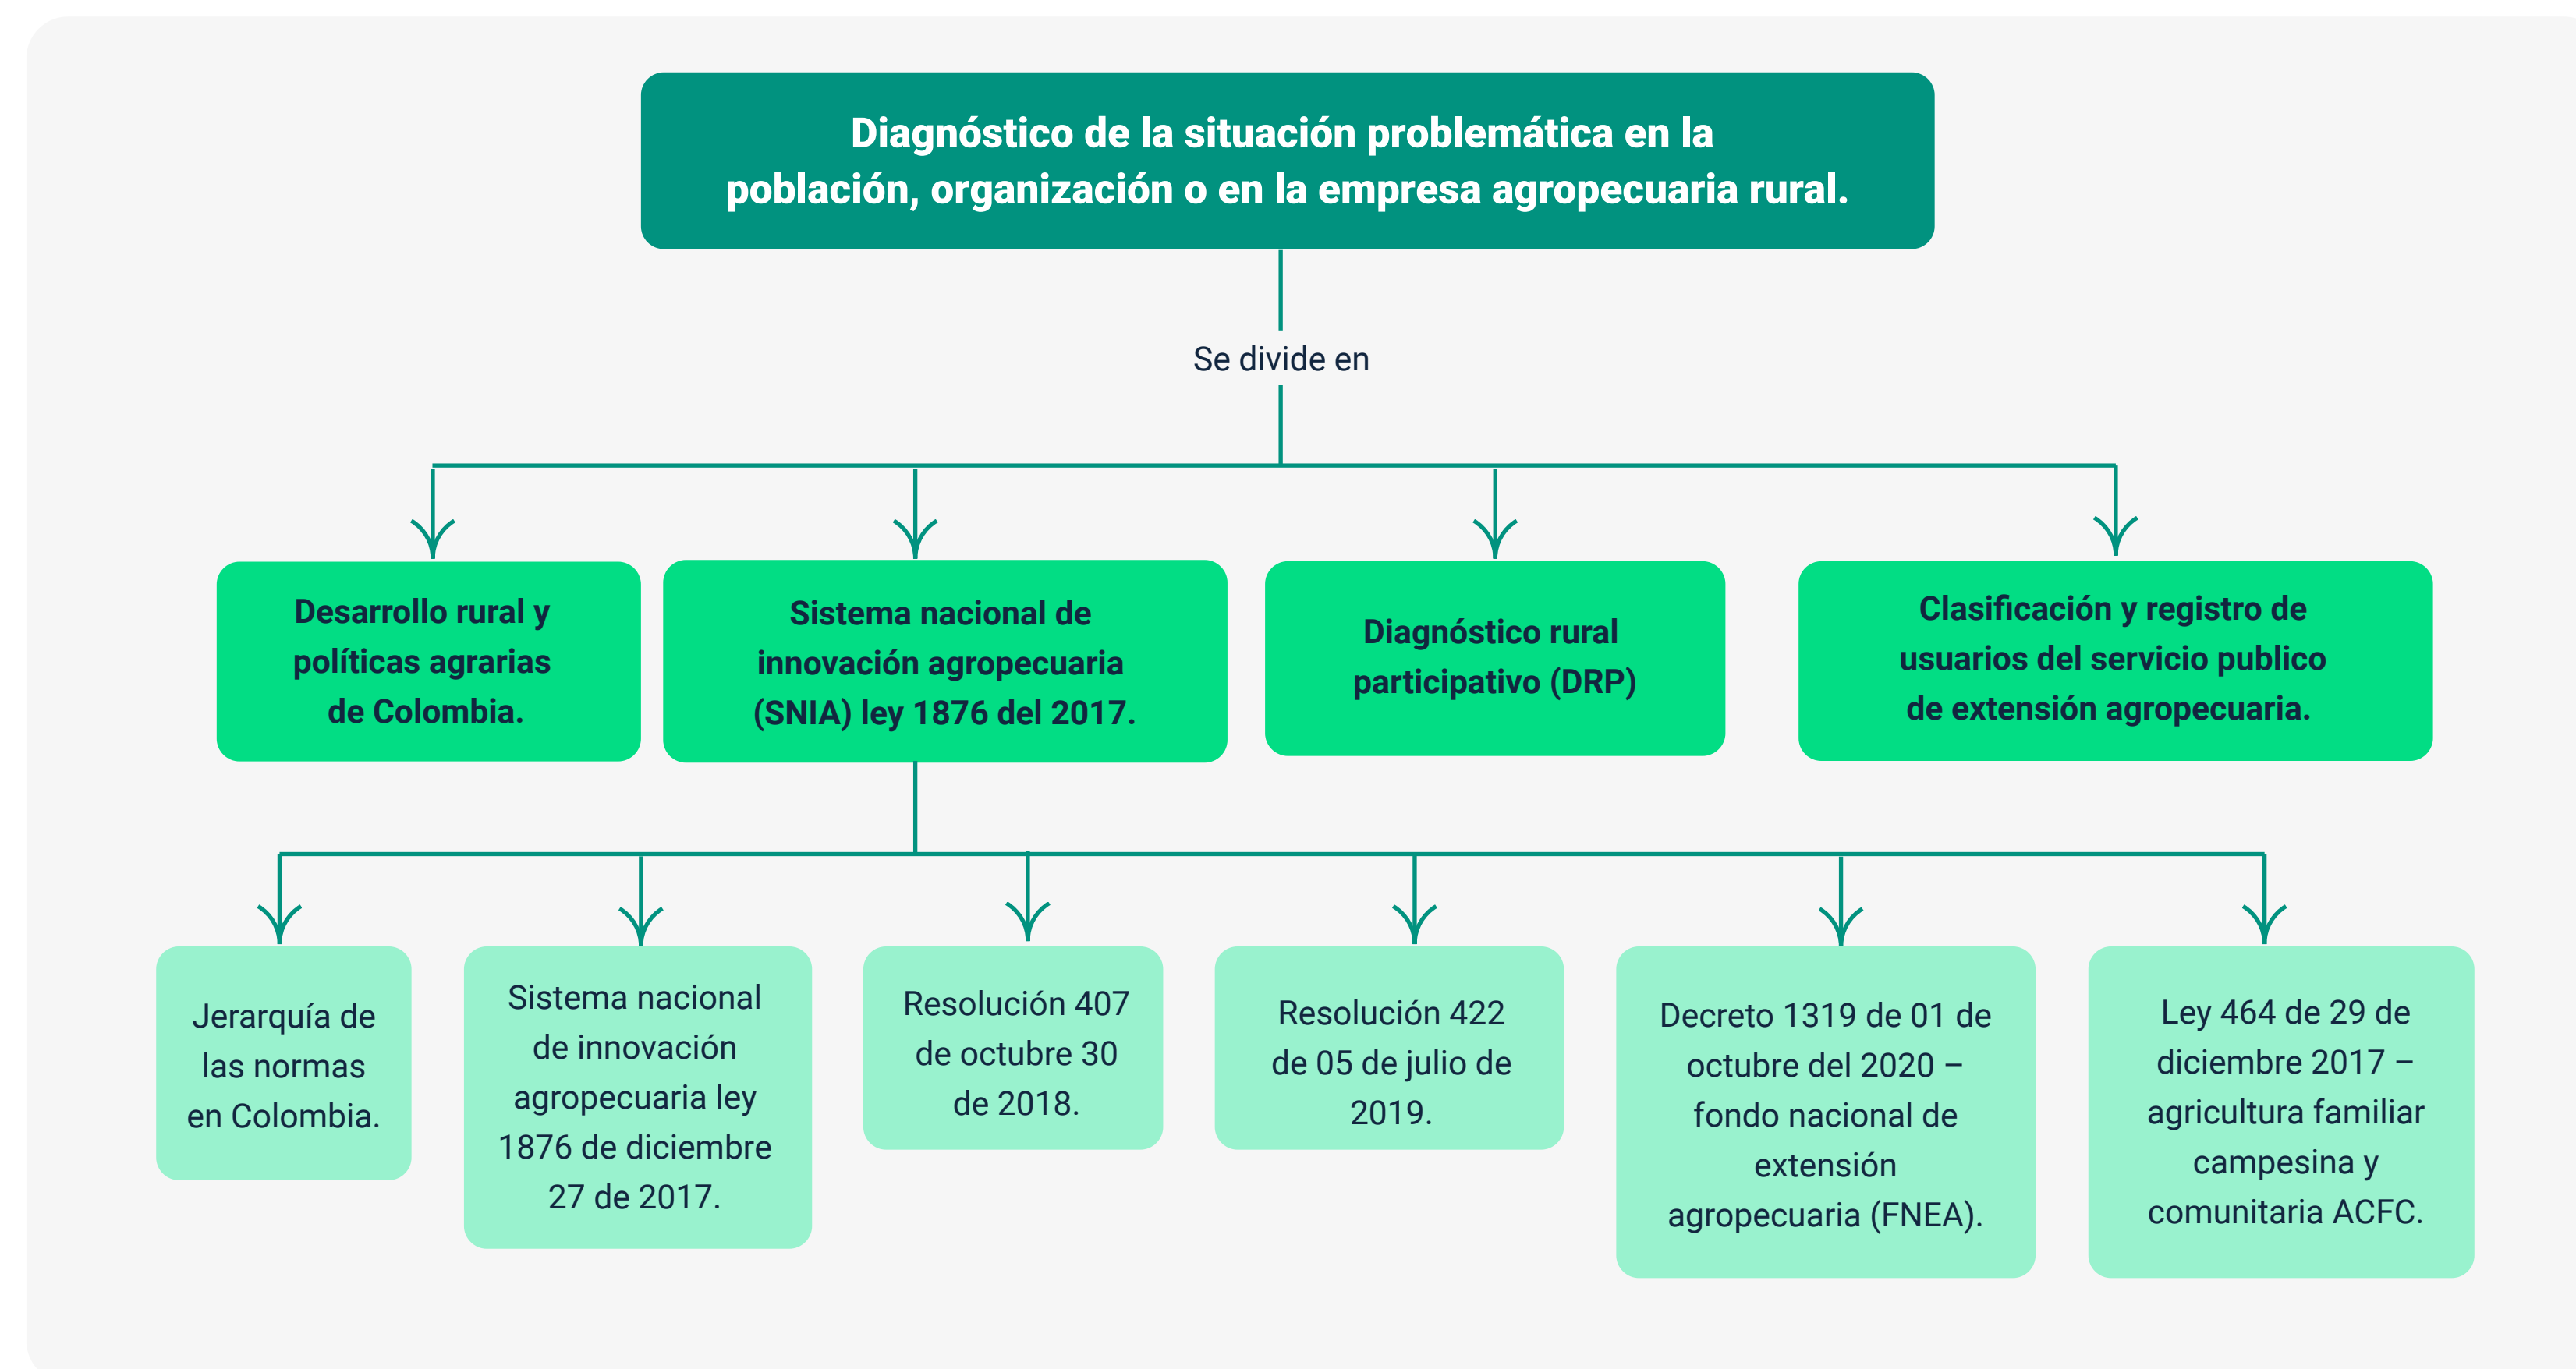 Diagnóstico de la situación problemática en la
población, organización o en la empresa agropecuaria rural.
Se divide en
Desarrollo rural y
políticas agrarias
de Colombia.
Sistema nacional de
innovación agropecuaria
(SNIA) ley 1876 del 2017.
Diagnóstico rural
participativo (DRP)
Clasificación y registro de
usuarios del servicio publico
de extensión agropecuaria.
Jerarquía de
las normas
en Colombia.
Sistema nacional
de innovación
agropecuaria ley
1876 de diciembre
27 de 2017.
Resolución 407
de octubre 30
de 2018.
Resolución 422
de 05 de julio de
2019.
Decreto 1319 de 01 de
octubre del 2020 –
fondo nacional de
extensión
agropecuaria (FNEA).
Ley 464 de 29 de
diciembre 2017 –
agricultura familiar
campesina y
comunitaria ACFC.